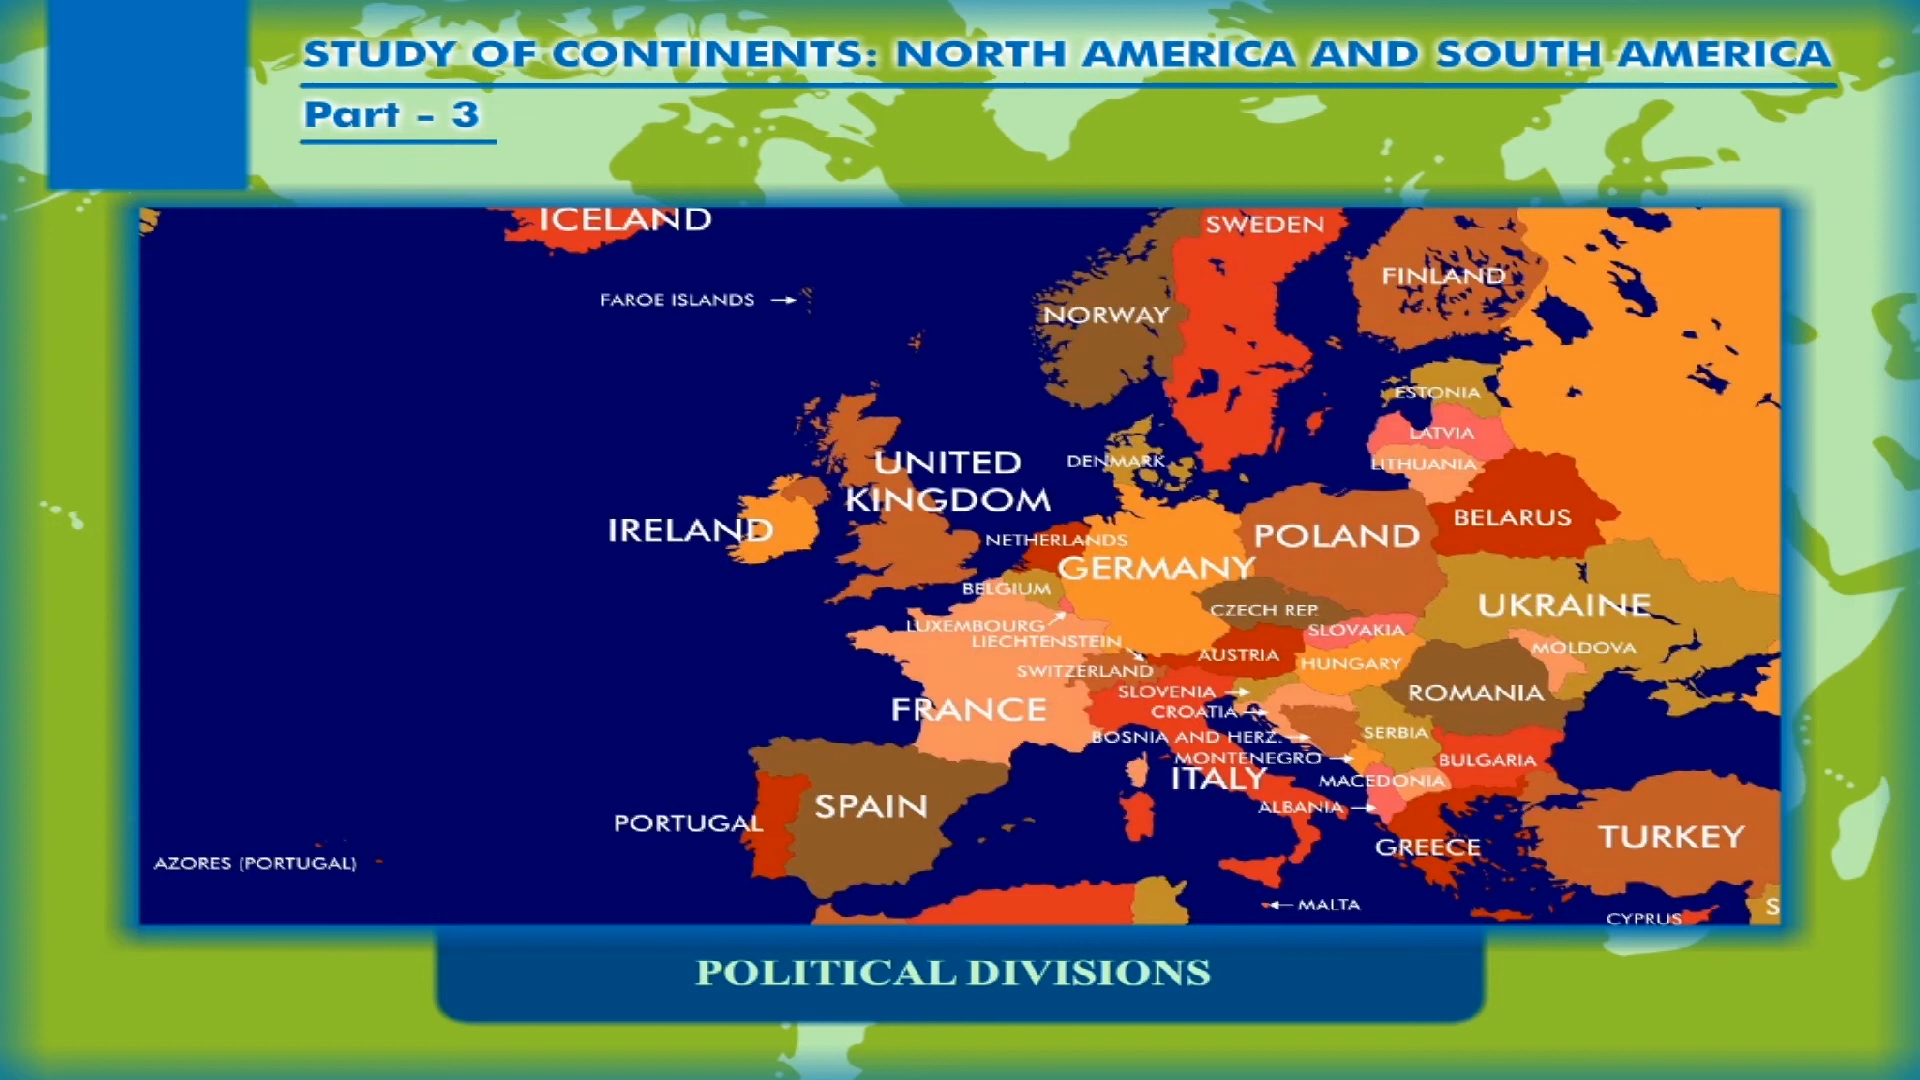 STUDY OF CONTINENTS: NORTH AMERICA AND SOUTH AMERICA
Part - 3
ICELAND
SWEDEN
FINLAND
FAROE ISLANDS
NORWAY
ESTONIA
LATVIA
LITHUANIA
DENMARK
UNITED
KINGDOM
IRELAND
NETHERLANDS
POLAND
BELARUS
GERMANY
BELGIUM
CZECH REP.
UKRAINE
LUXEMBOURG
LIECHTENSTEIN
SLOVAKIA
MOLDOVA
AUSTRIA
HUNGARY
SWITZERLAND
SLOVENIA
ROMANIA
FRANCE
CROATIA
SERBIA
BOSNIA AND HERZ.
MONTENEGRO
BULGARIA
ITALY
MACEDONIA
ALBANIA
SPAIN
PORTUGAL
GREECE
TURKEY
AZORES (PORTUGAL)
MALTA
S
CYPRUS
POLITICAL DIVISIONS